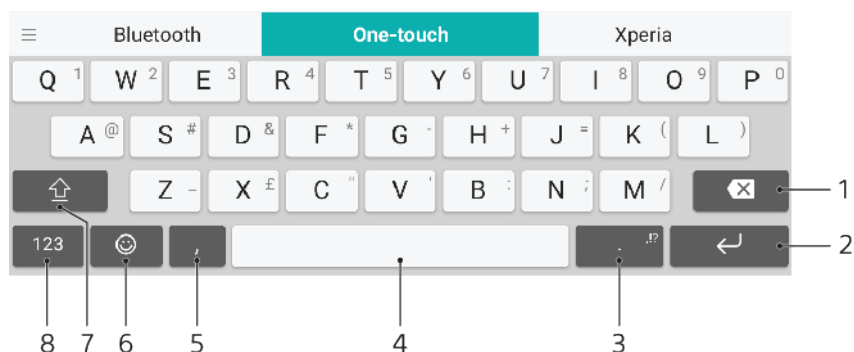 Bluetooth One-touch Xperia
Q 1 W 2 E 3 R 4 T 5 Y 6 U 7 I 8 O 9 P 0
A @ S # D & F * G - H + J = K ( L )
Z _ X £ C " V ' B : N ; M / 1
123 , . ,!? 2
8 7 6 5 4 3